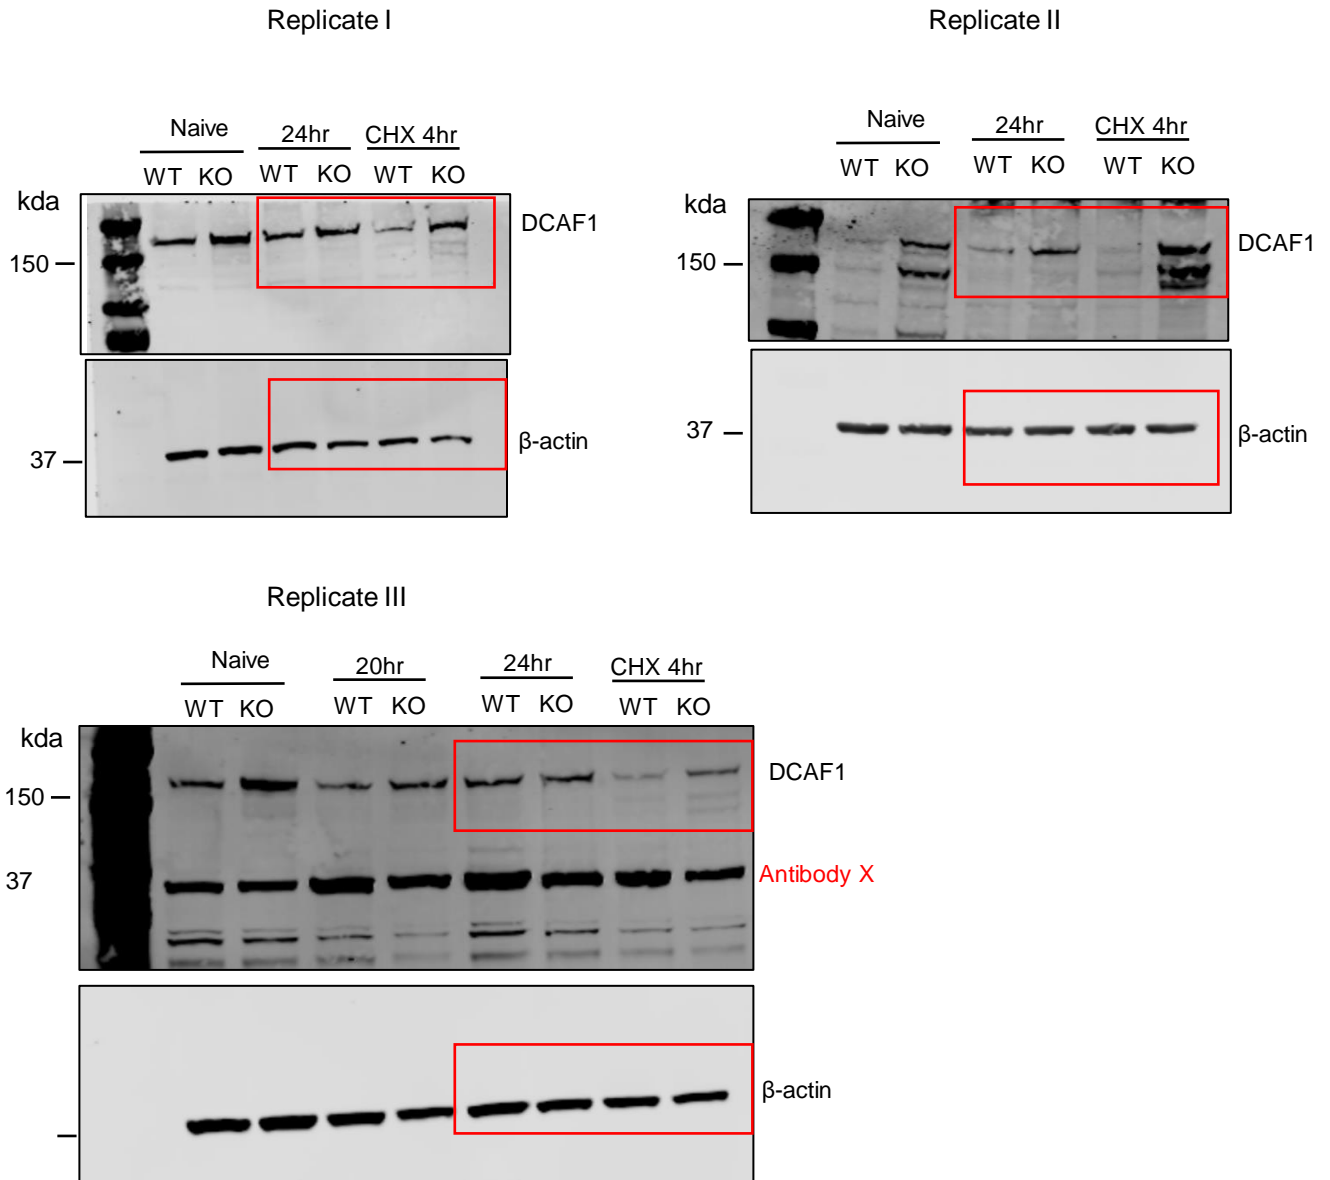 Replicate I
Naive 24hr CHX 4hr
WT KO WT KO WT KO
kda
DCAF1
150
β-actin
37
Replicate II
Naive 24hr CHX 4hr
WT KO WT KO WT KO
kda
DCAF1
150
37
β-actin
Replicate III
Naive 20hr 24hr CHX 4hr
WT KO WT KO WT KO WT KO
kda
DCAF1
150
37
Antibody X
β-actin